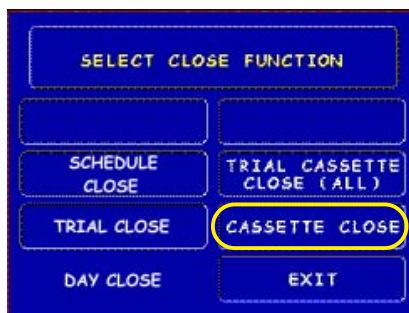 SELECT CLOSE FUNCTION
SCHEDULE
CLOSE
TRIAL CASSETTE
CLOSE (ALL)
TRIAL CLOSE
CASSETTE CLOSE
DAY CLOSE
EXIT